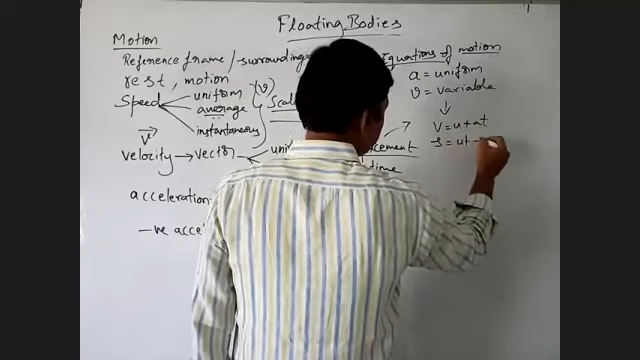 Floating Bodies
Motion
Reference frame / surroundings
rest, motion
Speed
uniform
average
instantaneous
(v)
Scal
V
velocity → vector
uni
cement
time
acceleration
-ve acce
Equations of motion
a = uniform
v = variable
↓
V = u + at
s = ut